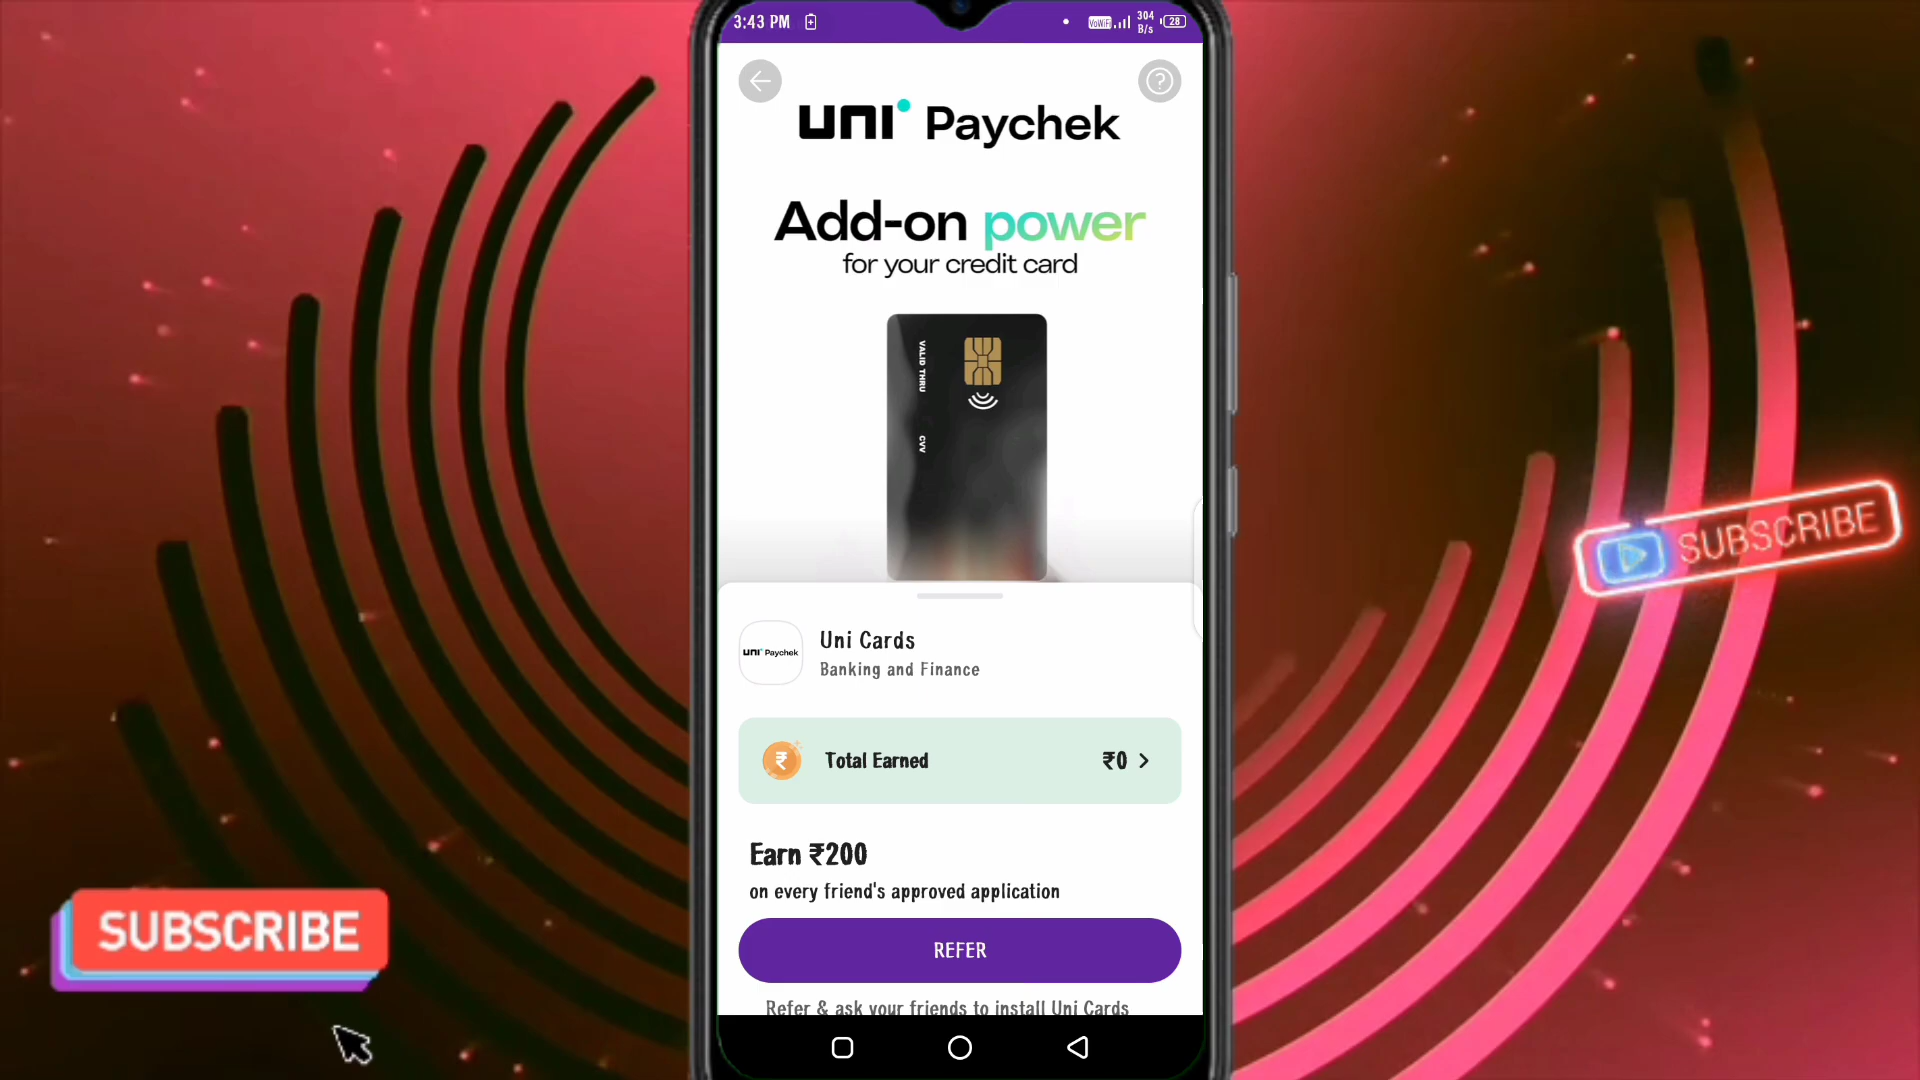 3:43 PM
VoWiFi
304
B/s
28
uni Paychek
Add-on power
for your credit card
VALID THRU
CVV
uni Paychek
Uni Cards
Banking and Finance
₹
Total Earned
₹0
Earn ₹200
on every friend's approved application
REFER
Refer & ask your friends to install Uni Cards
SUBSCRIBE
SUBSCRIBE